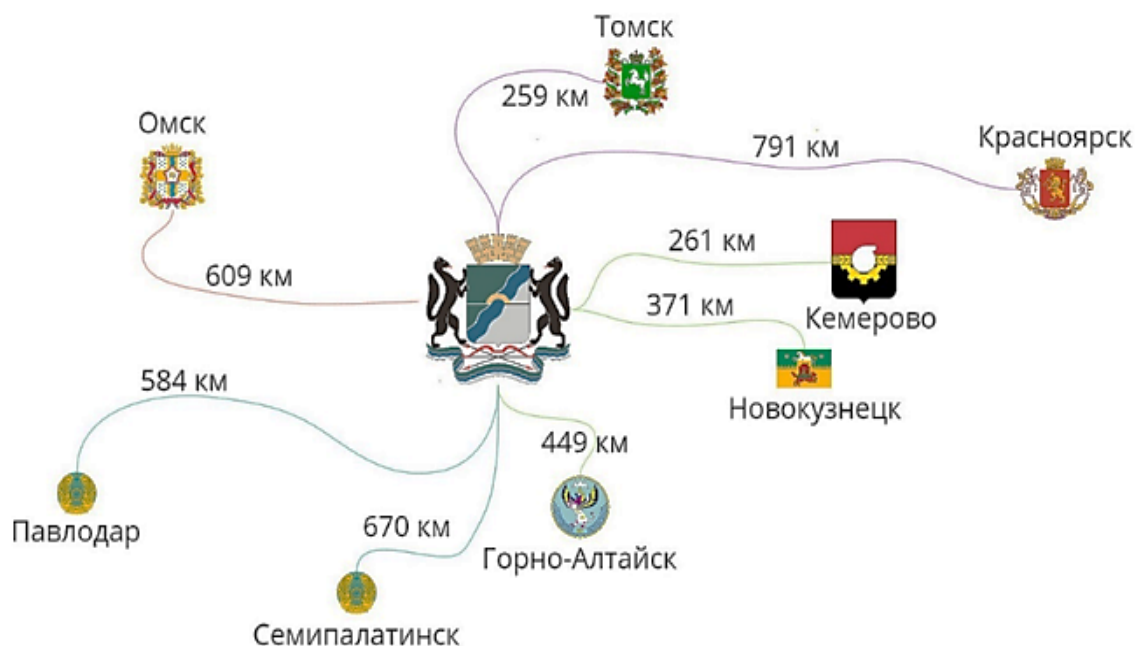 Томск
259 км
Омск
Красноярск
791 км
261 км
609 км
371 км
Кемерово
584 км
Новокузнецк
449 км
Павлодар
670 км
Горно-Алтайск
Семипалатинск